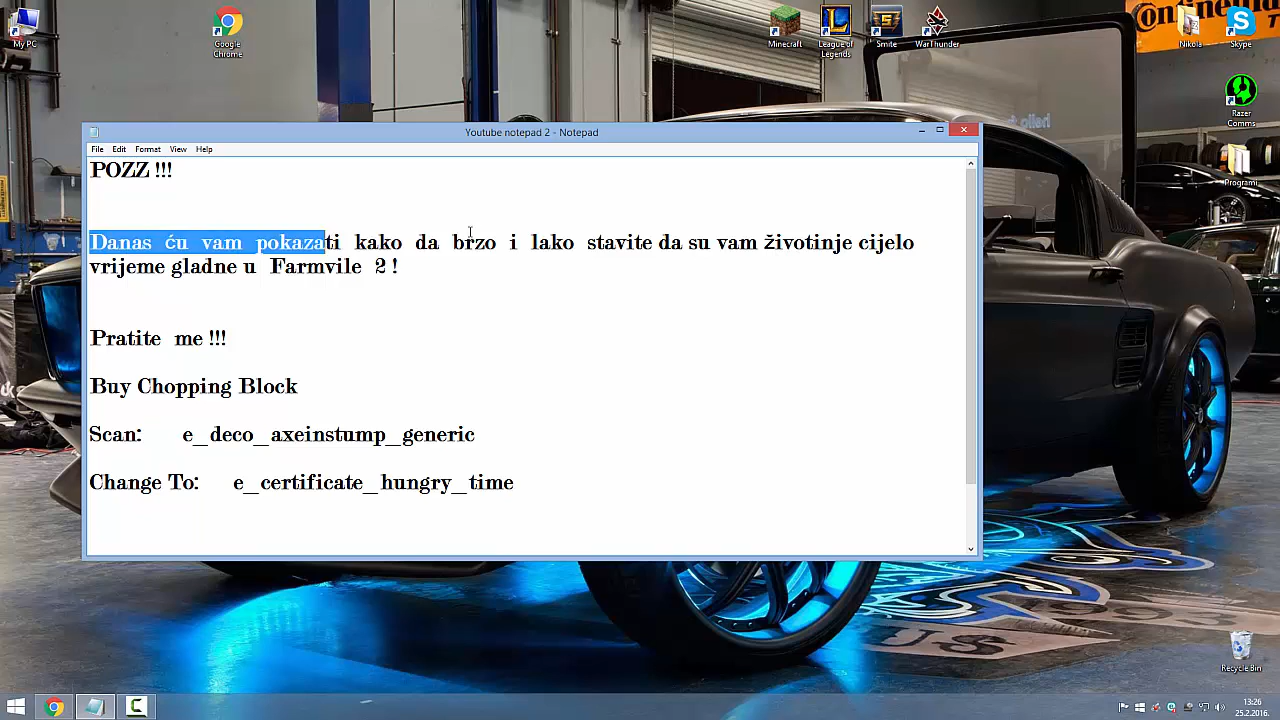 My PC
Google Chrome
Minecraft
League of Legends
Smite
WarThunder
Nikola
Skype
Razer Comms
Programi
Youtube notepad 2 - Notepad
File Edit Format View Help
POZZ !!!
Danas ću vam pokazati kako da brzo i lako stavite da su vam životinje cijelo
vrijeme gladne u Farmvile 2 !
Pratite me !!!
Buy Chopping Block
Scan: e_deco_axeinstump_generic
Change To: e_certificate_hungry_time
US
Recycle Bin
13:26
25.2.2016.